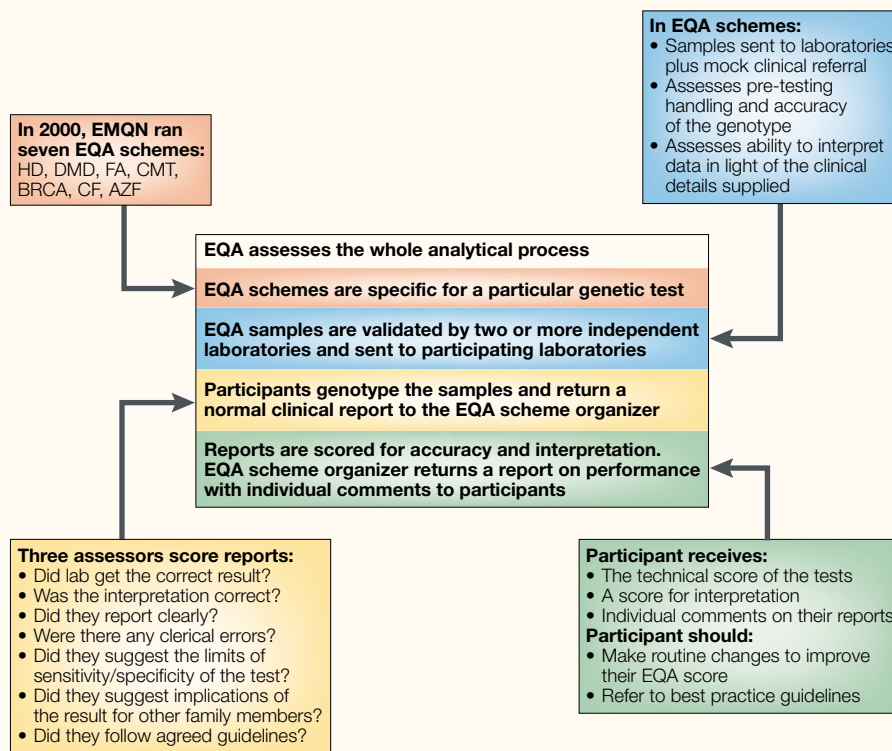 In EQA schemes:
• Samples sent to laboratories
plus mock clinical referral
• Assesses pre-testing
handling and accuracy
of the genotype
• Assesses ability to interpret
data in light of the clinical
details supplied
In 2000, EMQN ran
seven EQA schemes:
HD, DMD, FA, CMT,
BRCA, CF, AZF
EQA assesses the whole analytical process
EQA schemes are specific for a particular genetic test
EQA samples are validated by two or more independent
laboratories and sent to participating laboratories
Participants genotype the samples and return a
normal clinical report to the EQA scheme organizer
Reports are scored for accuracy and interpretation.
EQA scheme organizer returns a report on performance
with individual comments to participants
Three assessors score reports:
• Did lab get the correct result?
• Was the interpretation correct?
• Did they report clearly?
• Were there any clerical errors?
• Did they suggest the limits of
sensitivity/specificity of the test?
• Did they suggest implications of
the result for other family members?
• Did they follow agreed guidelines?
Participant receives:
• The technical score of the tests
• A score for interpretation
• Individual comments on their reports
Participant should:
• Make routine changes to improve
their EQA score
• Refer to best practice guidelines